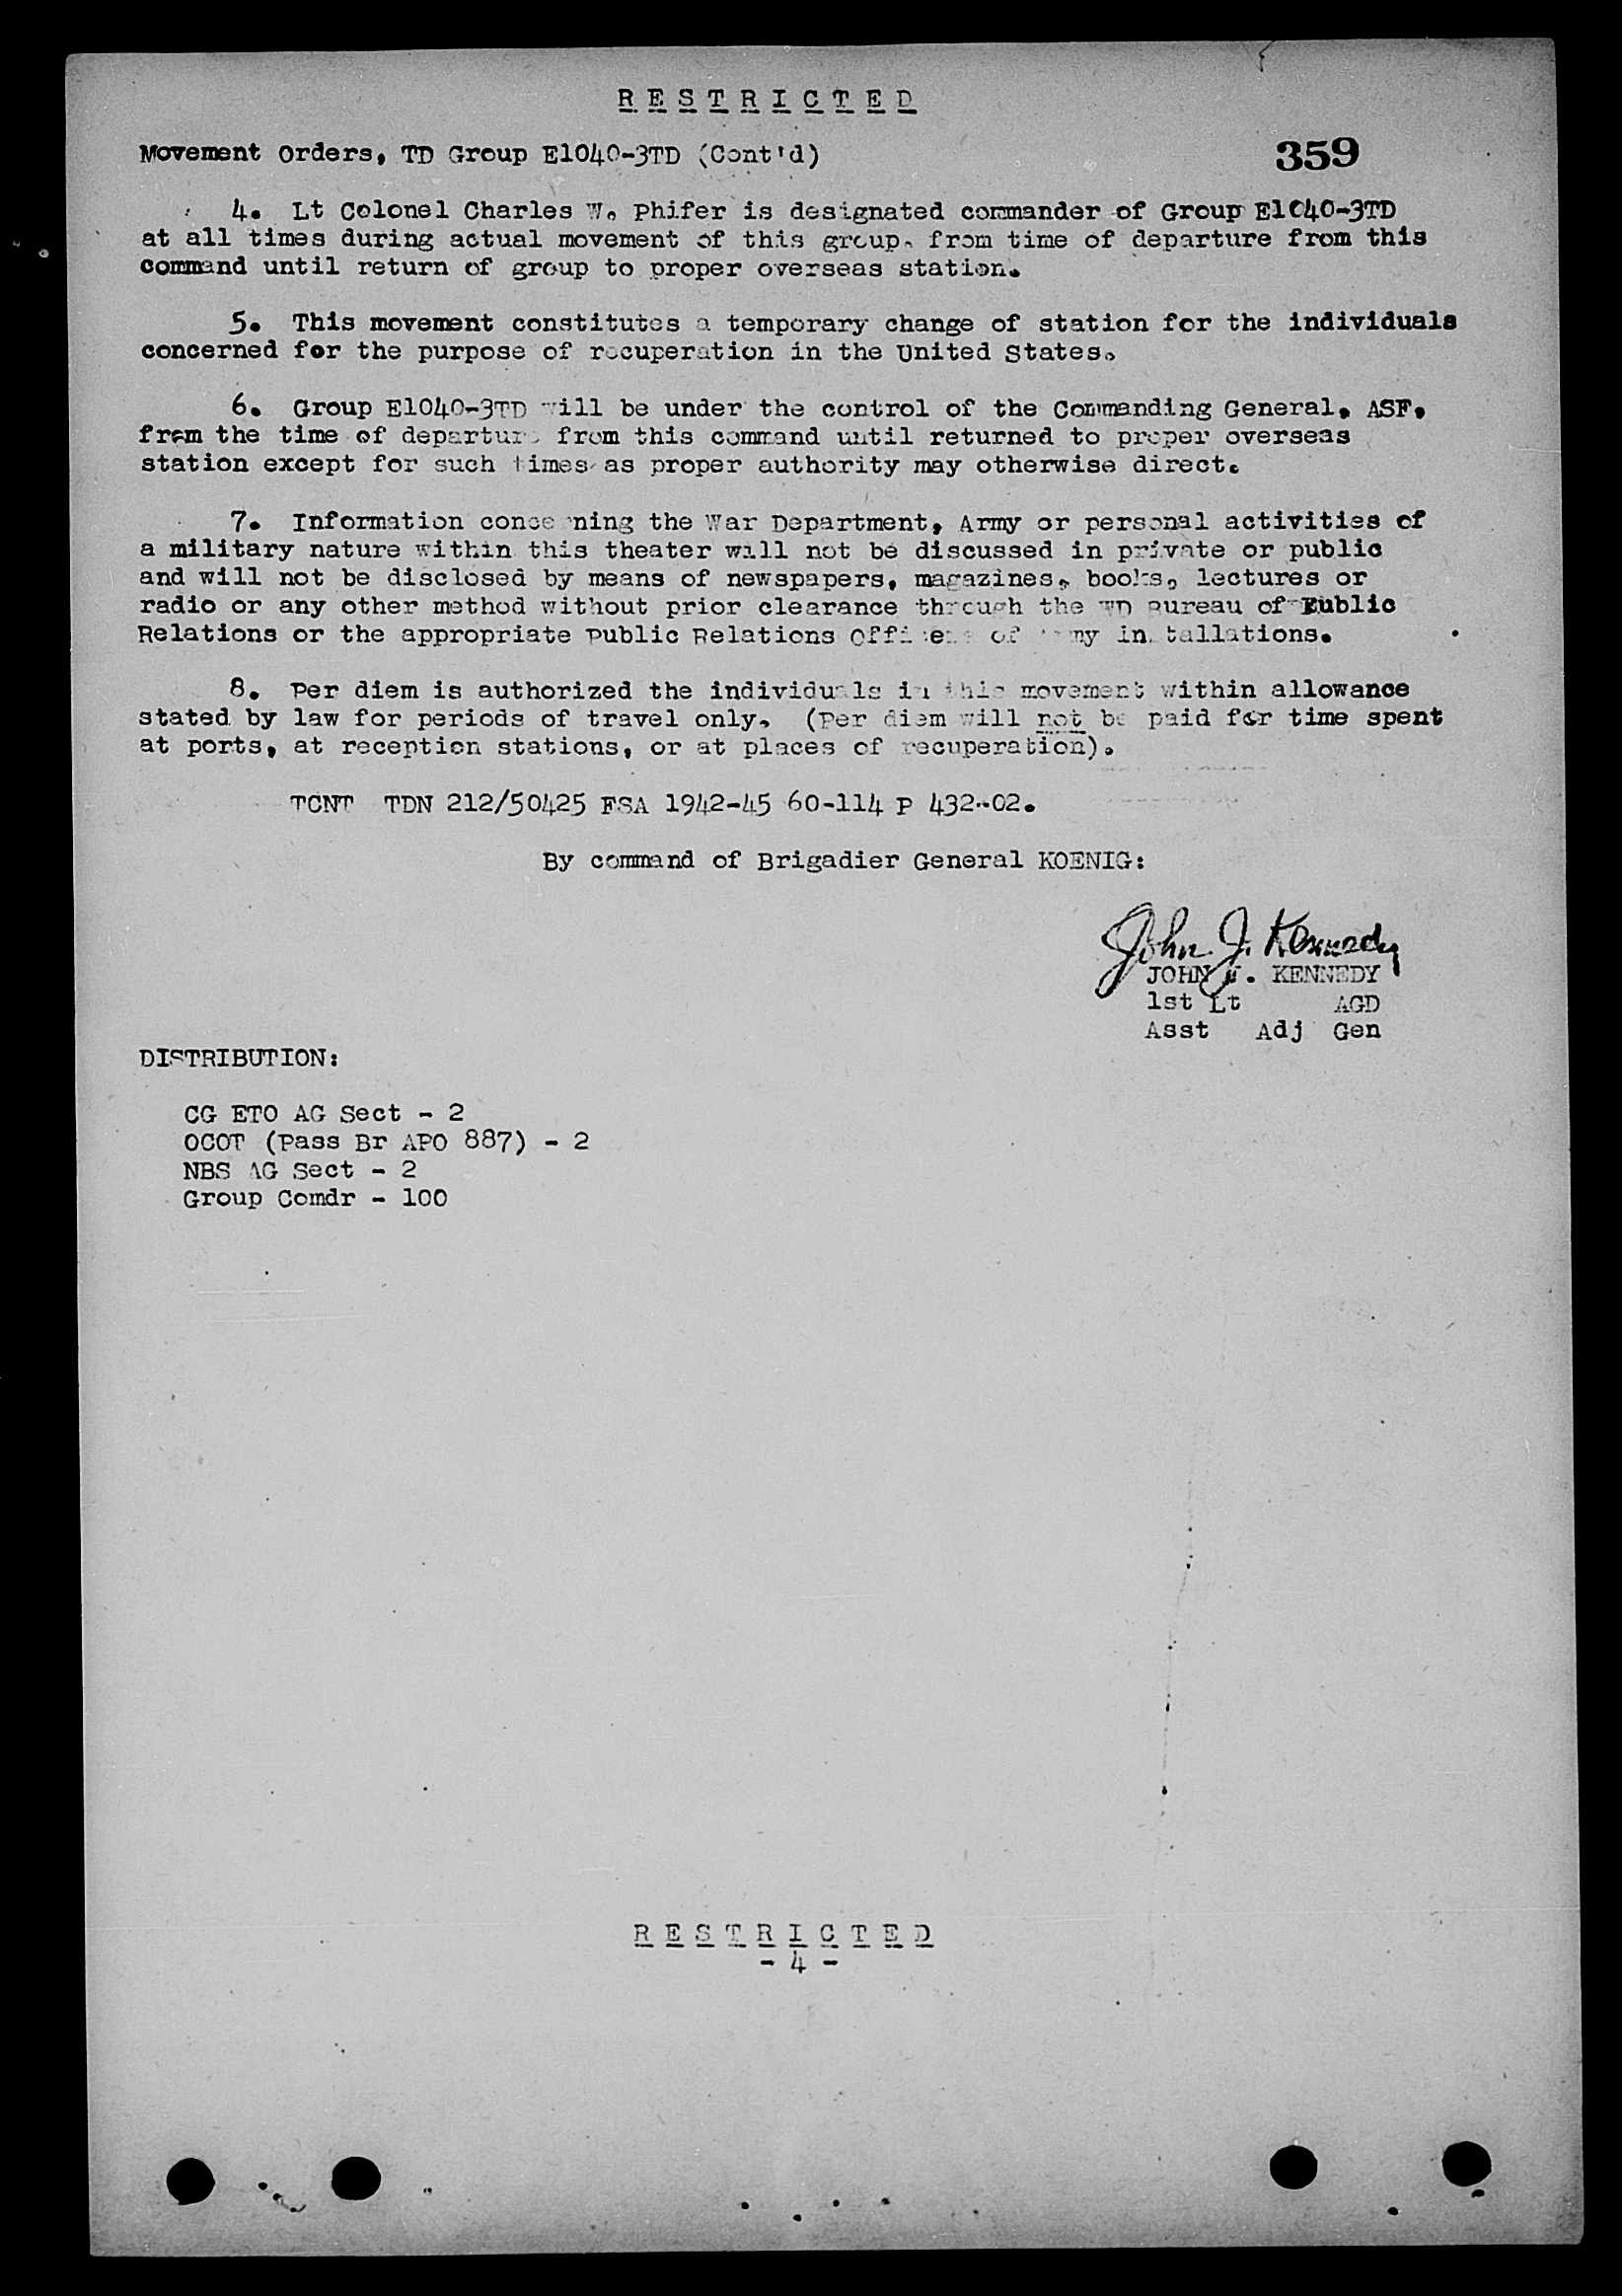 RESTRICTED
Movement Orders, TD Group E1040-3TD (Cont'd)
359
4. Lt Colonel Charles W. Phifer is designated commander of Group E1040-3TD
at all times during actual movement of this group, from time of departure from this
command until return of group to proper overseas station.
5. This movement constitutes a temporary change of station for the individuals
concerned for the purpose of recuperation in the United States.
6. Group E1040-3TD will be under the control of the Commanding General, ASF,
from the time of departure from this command until returned to proper overseas
station except for such times as proper authority may otherwise direct.
7. Information concerning the War Department, Army or personal activities of
a military nature within this theater will not be discussed in private or public
and will not be disclosed by means of newspapers, magazines, books, lectures or
radio or any other method without prior clearance through the WD Bureau of Public
Relations or the appropriate Public Relations Officers of Army installations.
8. Per diem is authorized the individuals in this movement within allowance
stated by law for periods of travel only. (Per diem will not be paid for time spent
at ports, at reception stations, or at places of recuperation).
TCNT TDN 212/50425 FSA 1942-45 60-114 P 432-02.
By command of Brigadier General KOENIG:
John J. Kennedy
JOHN J. KENNEDY
1st Lt AGD
Asst Adj Gen
DISTRIBUTION:
CG ETO AG Sect - 2
OCOT (Pass Br APO 887) - 2
NBS AG Sect - 2
Group Comdr - 100
RESTRICTED
- 4 -